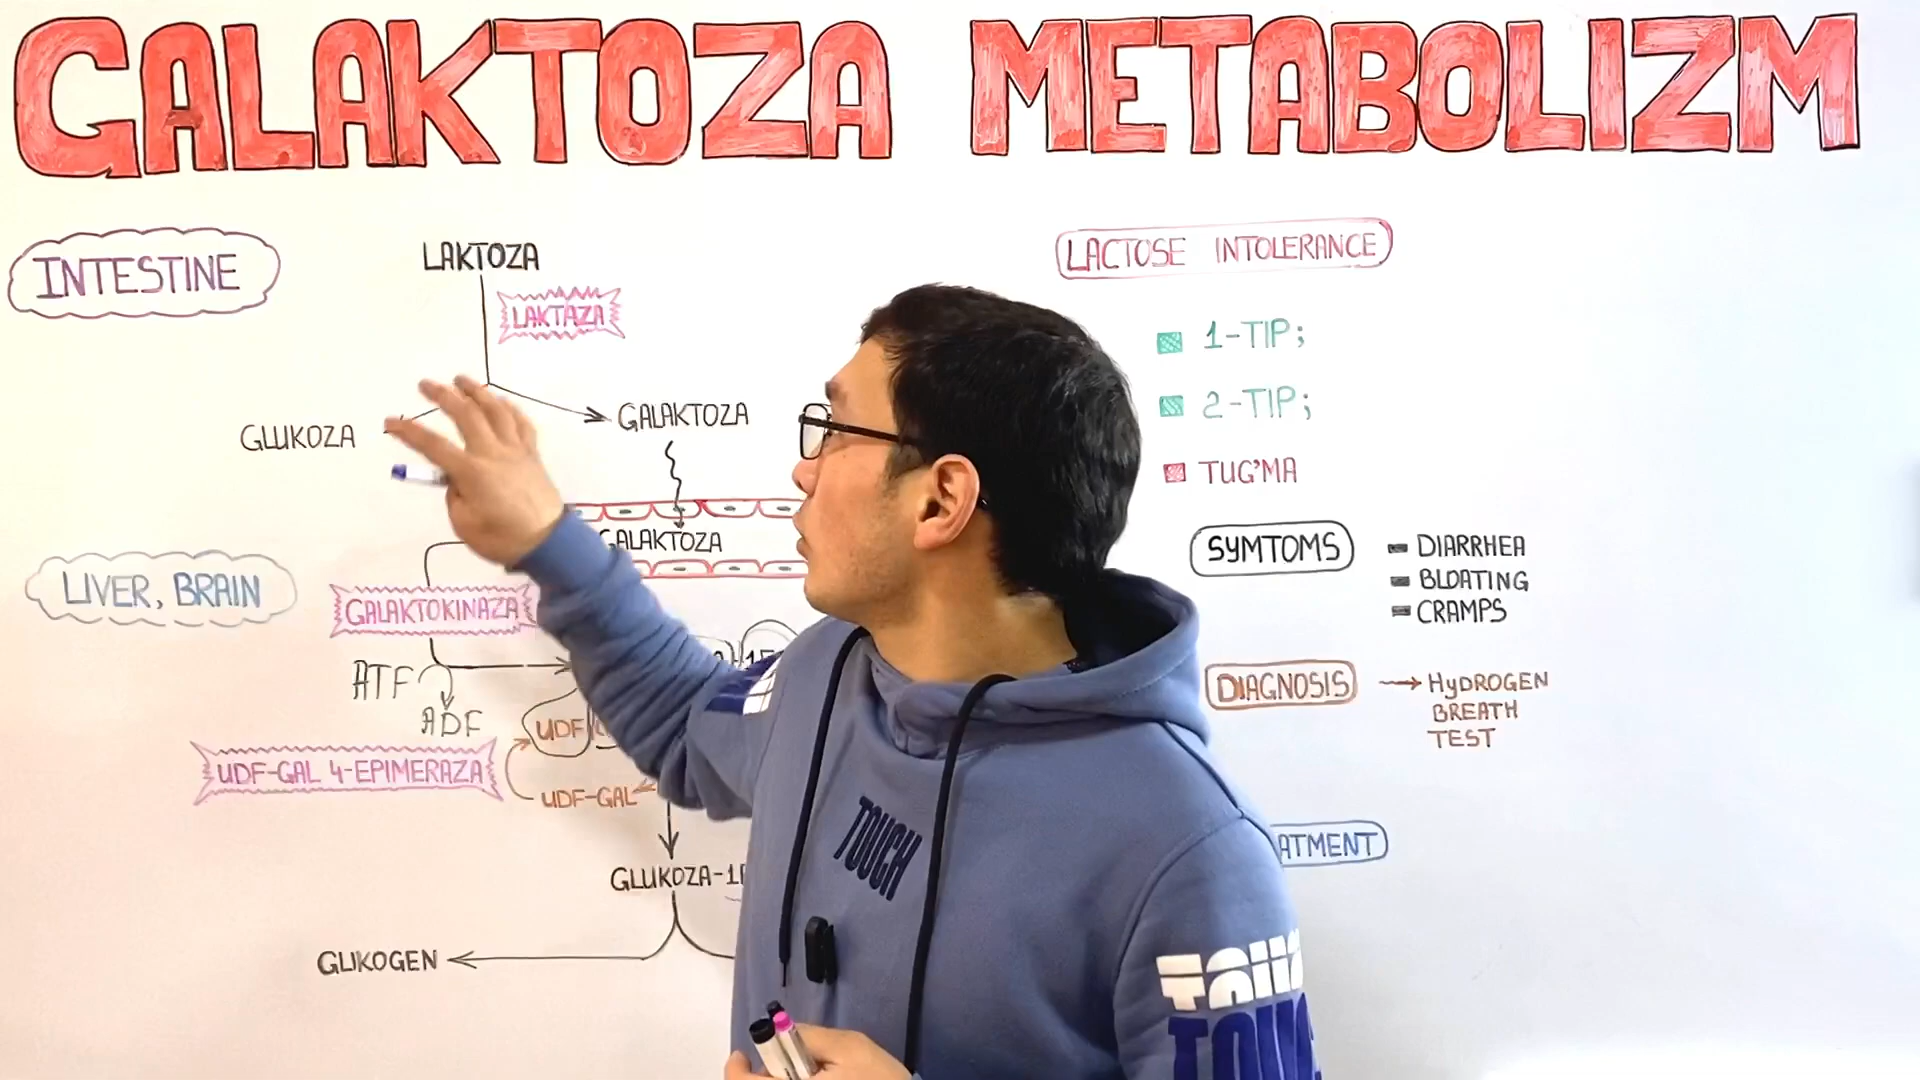 GALAKTOZA METABOLIZM
INTESTINE
LAKTOZA
LAKTAZA
GLUKOZA
GALAKTOZA
GALAKTOZA
LIVER, BRAIN
GALAKTOKINAZA
ATF
ADF
UDF
UDF-GAL 4-EPIMERAZA
UDF-GAL
GLUKOZA-1
GLIKOGEN
LACTOSE INTOLERANCE
1-TIP;
2-TIP;
TUG'MA
SYMTOMS
DIARRHEA
BLOATING
CRAMPS
DIAGNOSIS
HYDROGEN
BREATH
TEST
ATMENT
TOUCH